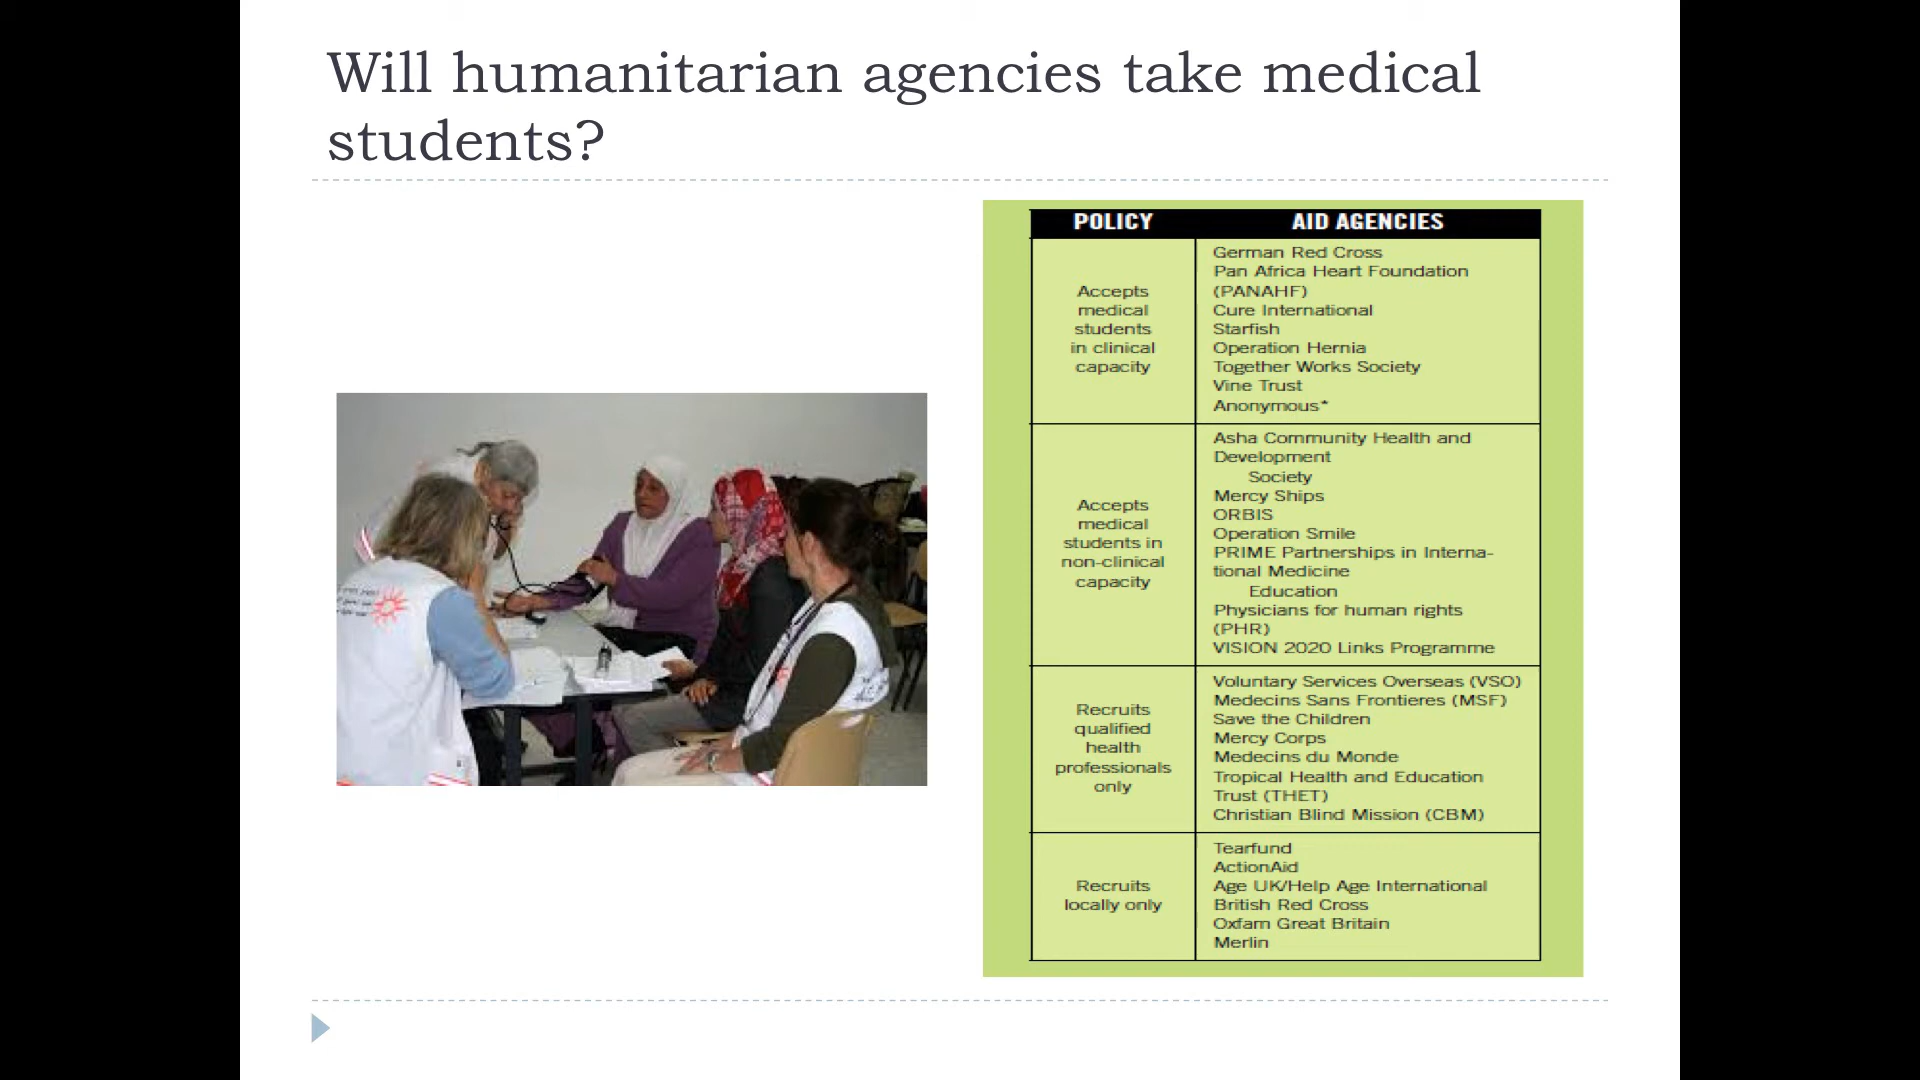 Will humanitarian agencies take medical
students?
POLICY
AID AGENCIES
Accepts
medical
students
in clinical
capacity
German Red Cross
Pan Africa Heart Foundation
(PANAHF)
Cure International
Starfish
Operation Hernia
Together Works Society
Vine Trust
Anonymous*
Accepts
medical
students in
non-clinical
capacity
Asha Community Health and
Development
Society
Mercy Ships
ORBIS
Operation Smile
PRIME Partnerships in Interna-
tional Medicine
Education
Physicians for human rights
(PHR)
VISION 2020 Links Programme
Recruits
qualified
health
professionals
only
Voluntary Services Overseas (VSO)
Medecins Sans Frontieres (MSF)
Save the Children
Mercy Corps
Medecins du Monde
Tropical Health and Education
Trust (THET)
Christian Blind Mission (CBM)
Recruits
locally only
Tearfund
ActionAid
Age UK/Help Age International
British Red Cross
Oxfam Great Britain
Merlin